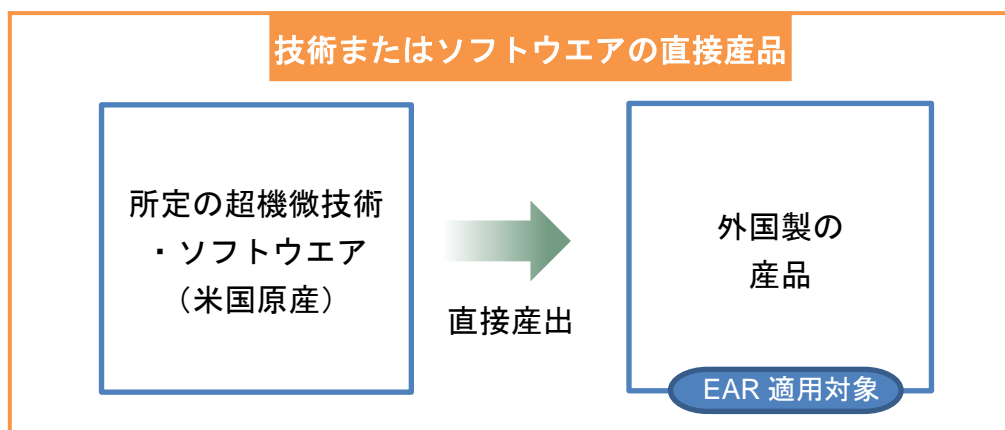 技術またはソフトウエアの直接産品
所定の超機微技術
・ソフトウエア
（米国原産）
直接産出
外国製の
産品
EAR 適用対象